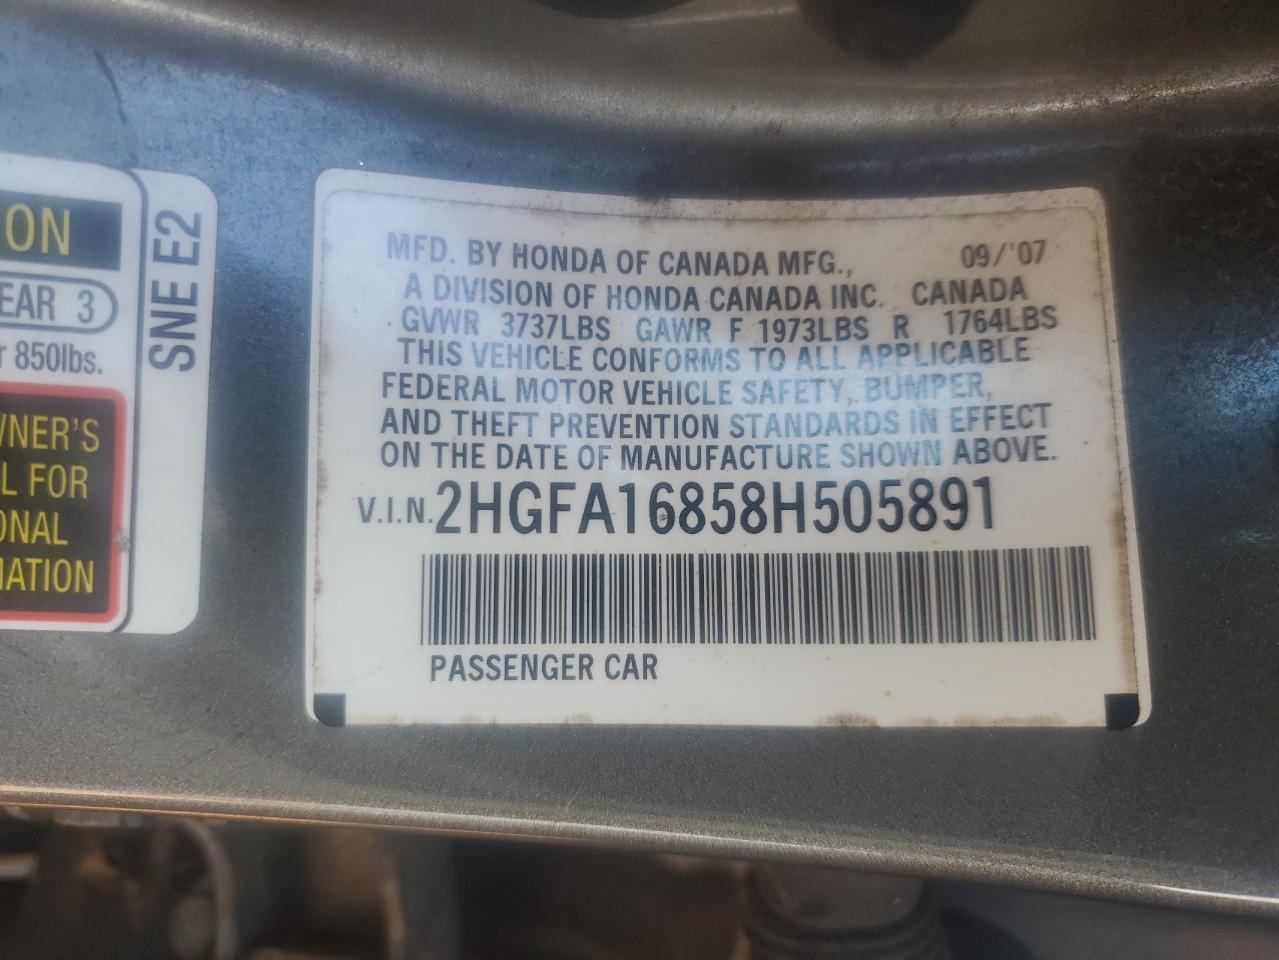 ON
EAR 3
850lbs.
WNER'S
L FOR
ONAL
MATION
SNE E2
MFD. BY HONDA OF CANADA MFG., 09/'07
A DIVISION OF HONDA CANADA INC. CANADA
GVWR 3737LBS GAWR F 1973LBS R 1764LBS
THIS VEHICLE CONFORMS TO ALL APPLICABLE
FEDERAL MOTOR VEHICLE SAFETY, BUMPER,
AND THEFT PREVENTION STANDARDS IN EFFECT
ON THE DATE OF MANUFACTURE SHOWN ABOVE.
V.I.N. 2HGFA16858H505891
PASSENGER CAR